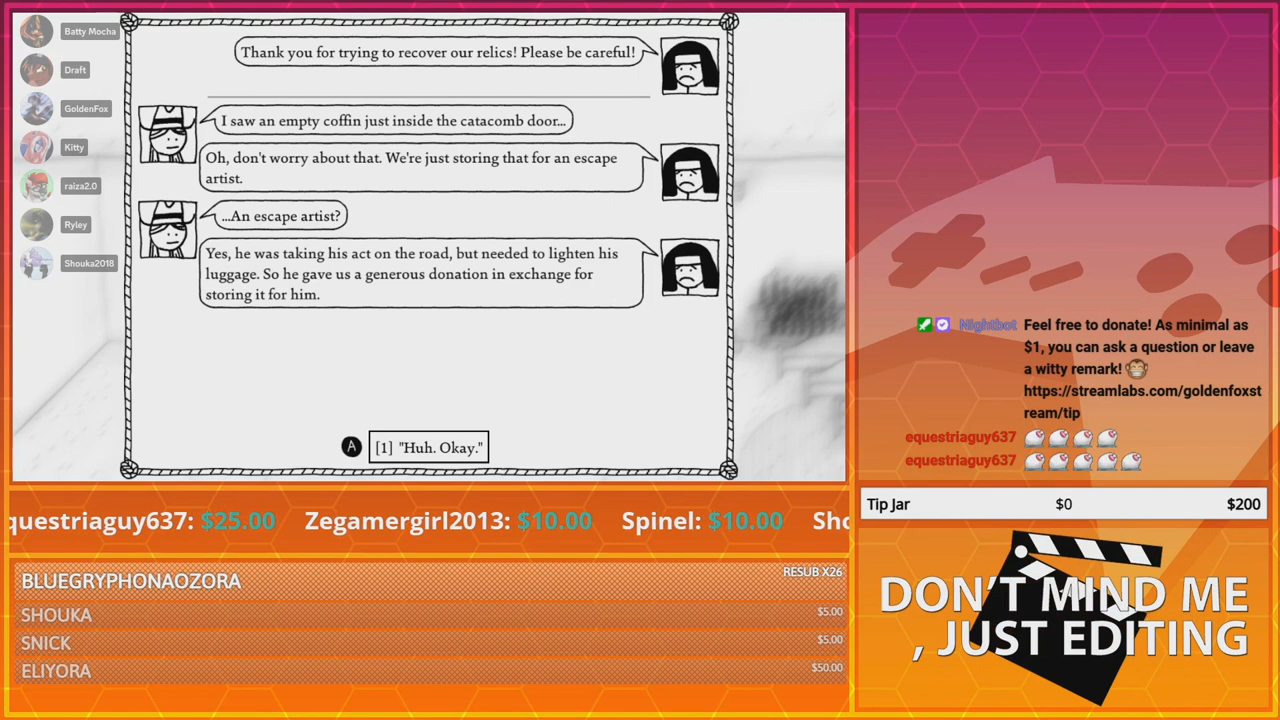 Batty Mocha
Draft
GoldenFox
Kitty
raiza2.0
Ryley
Shouka2018
Thank you for trying to recover our relics! Please be careful!
I saw an empty coffin just inside the catacomb door...
Oh, don't worry about that. We're just storing that for an escape
artist.
...An escape artist?
Yes, he was taking his act on the road, but needed to lighten his
luggage. So he gave us a generous donation in exchange for
storing it for him.
A [1] "Huh. Okay."
Nightbot Feel free to donate! As minimal as
$1, you can ask a question or leave
a witty remark!
https://streamlabs.com/goldenfoxst
ream/tip
equestriaguy637
equestriaguy637
Tip Jar $0 $200
questriaguy637: $25.00 Zegamergirl2013: $10.00 Spinel: $10.00 Sho
BLUEGRYPHONAOZORA RESUB X26
SHOUKA $5.00
SNICK $5.00
ELIYORA $50.00
DON'T MIND ME
, JUST EDITING